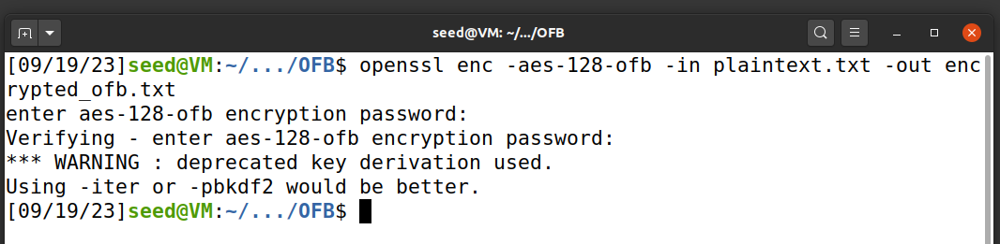 seed@VM: ~/.../OFB
[09/19/23]seed@VM:~/.../OFB$ openssl enc -aes-128-ofb -in plaintext.txt -out enc
rypted_ofb.txt
enter aes-128-ofb encryption password:
Verifying - enter aes-128-ofb encryption password:
*** WARNING : deprecated key derivation used.
Using -iter or -pbkdf2 would be better.
[09/19/23]seed@VM:~/.../OFB$